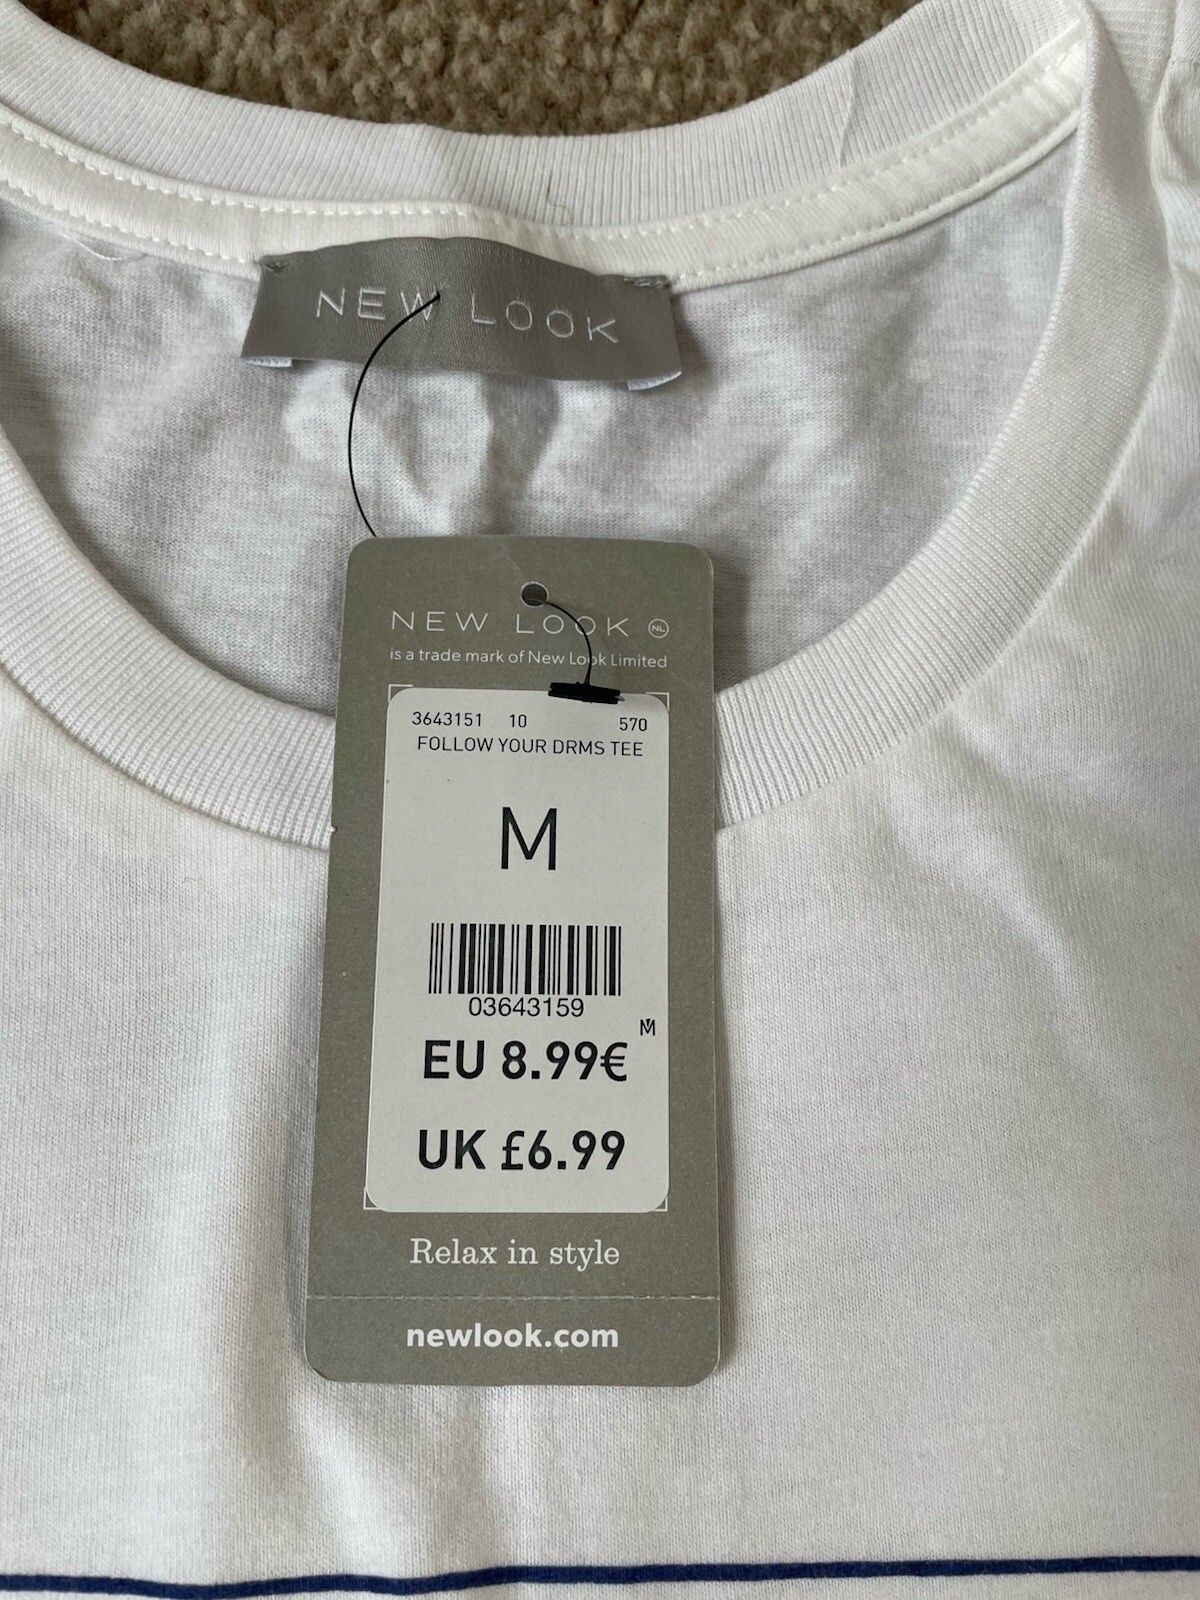 NEW LOOK
NEW LOOK NL
is a trade mark of New Look Limited
3643151 10 570
FOLLOW YOUR DRMS TEE
M
03643159
M
EU 8.99€
UK £6.99
Relax in style
newlook.com